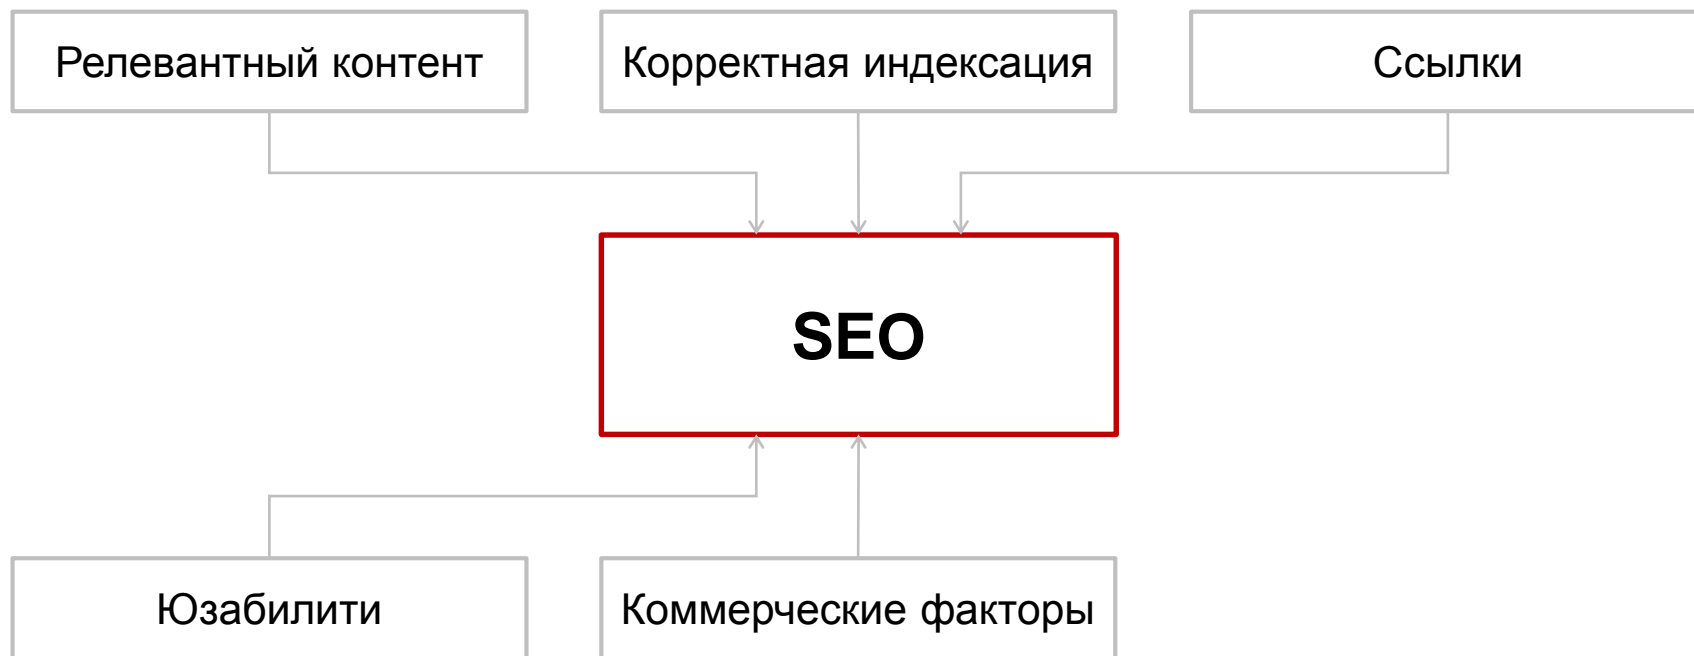 Релевантный контент
Корректная индексация
Ссылки
SEO
Юзабилити
Коммерческие факторы